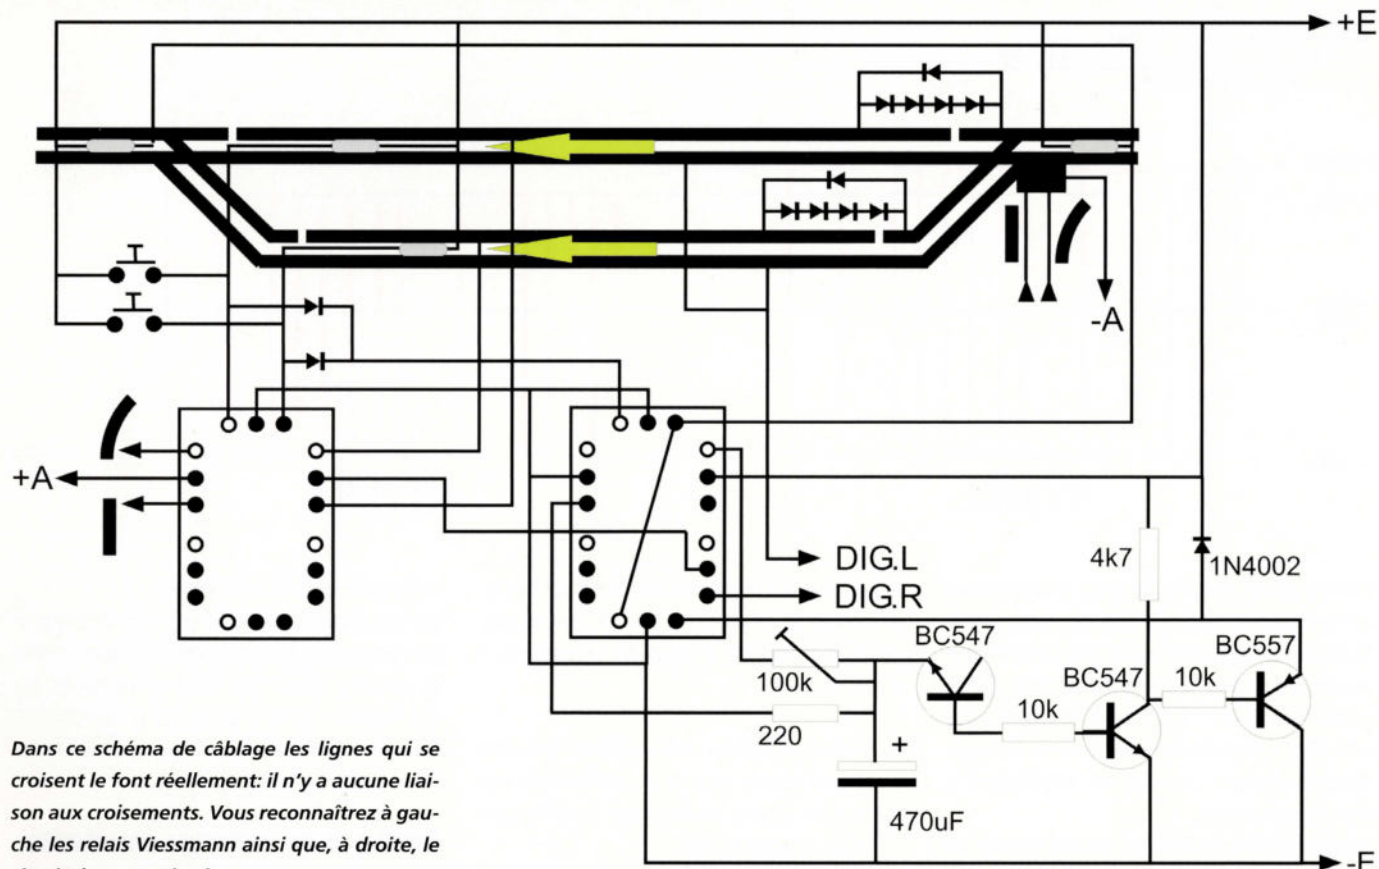 +E
-A
+A
DIG.L
DIG.R
4k7
1N4002
BC547
BC557
100k
BC547
10k
10k
220
+
470uF
-E
Dans ce schéma de câblage les lignes qui se
croisent le font réellement: il n'y a aucune liai-
son aux croisements. Vous reconnaîtrez à gau-
che les relais Viessmann ainsi que, à droite, le